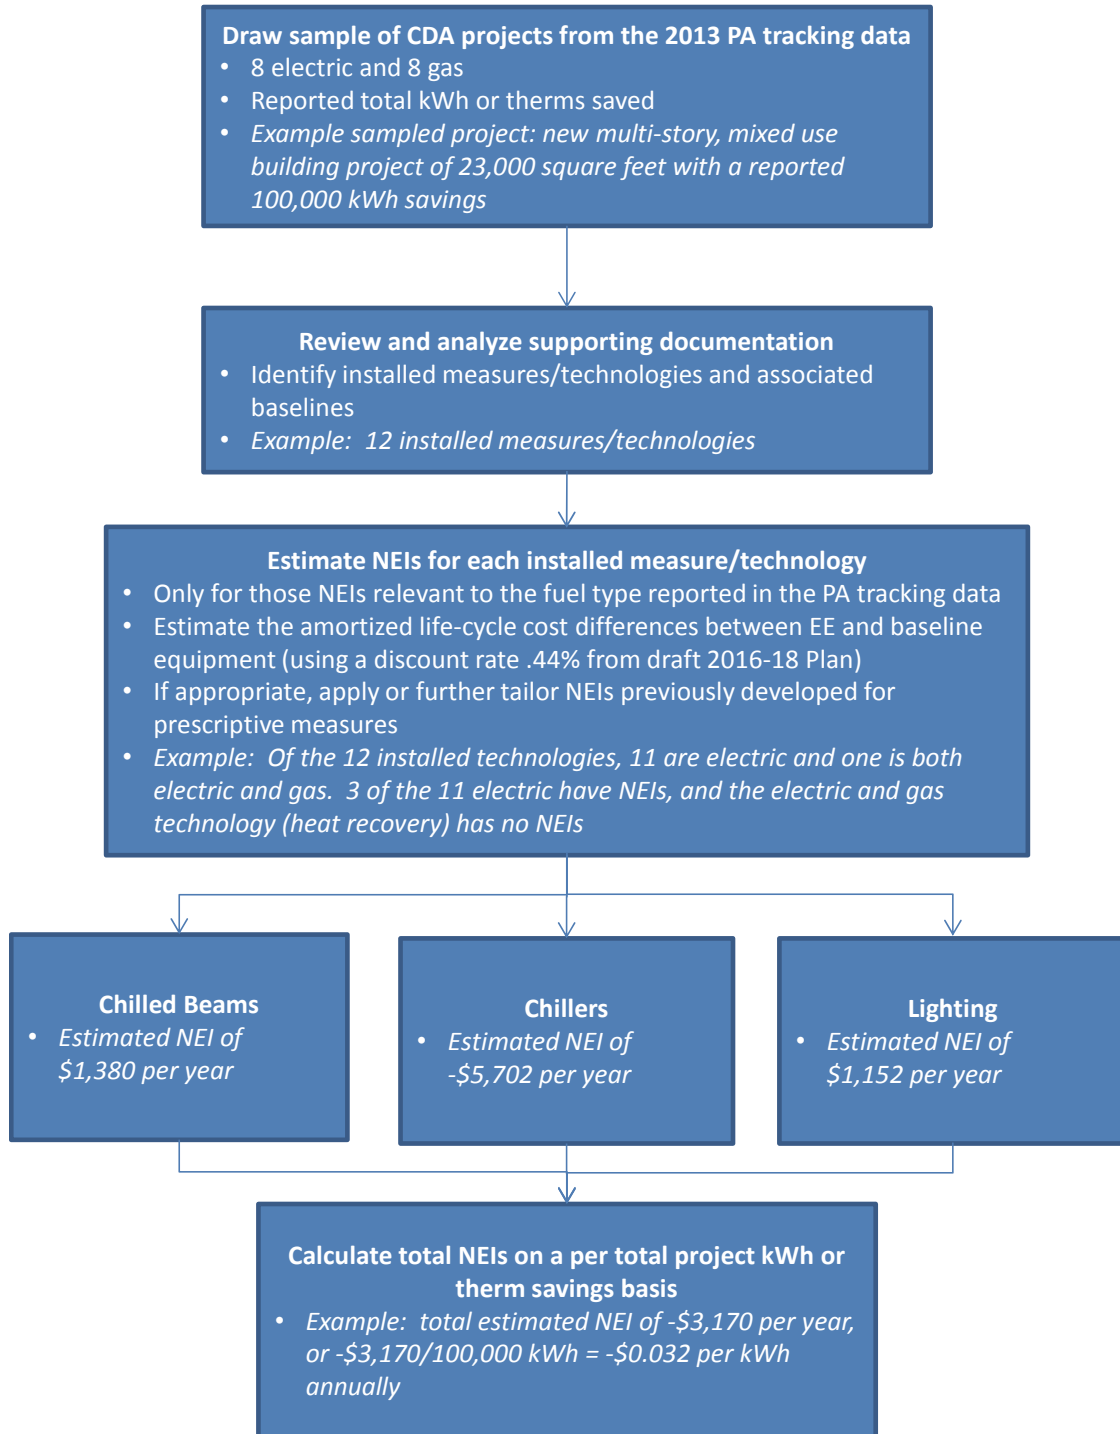 Draw sample of CDA projects from the 2013 PA tracking data
• 8 electric and 8 gas
• Reported total kWh or therms saved
• Example sampled project: new multi-story, mixed use
building project of 23,000 square feet with a reported
100,000 kWh savings
Review and analyze supporting documentation
• Identify installed measures/technologies and associated
baselines
• Example: 12 installed measures/technologies
Estimate NEIs for each installed measure/technology
• Only for those NEIs relevant to the fuel type reported in the PA tracking data
• Estimate the amortized life-cycle cost differences between EE and baseline
equipment (using a discount rate .44% from draft 2016-18 Plan)
• If appropriate, apply or further tailor NEIs previously developed for
prescriptive measures
• Example: Of the 12 installed technologies, 11 are electric and one is both
electric and gas. 3 of the 11 electric have NEIs, and the electric and gas
technology (heat recovery) has no NEIs
Chilled Beams
• Estimated NEI of
$1,380 per year
Chillers
• Estimated NEI of
-$5,702 per year
Lighting
• Estimated NEI of
$1,152 per year
Calculate total NEIs on a per total project kWh or
therm savings basis
• Example: total estimated NEI of -$3,170 per year,
or -$3,170/100,000 kWh = -$0.032 per kWh
annually